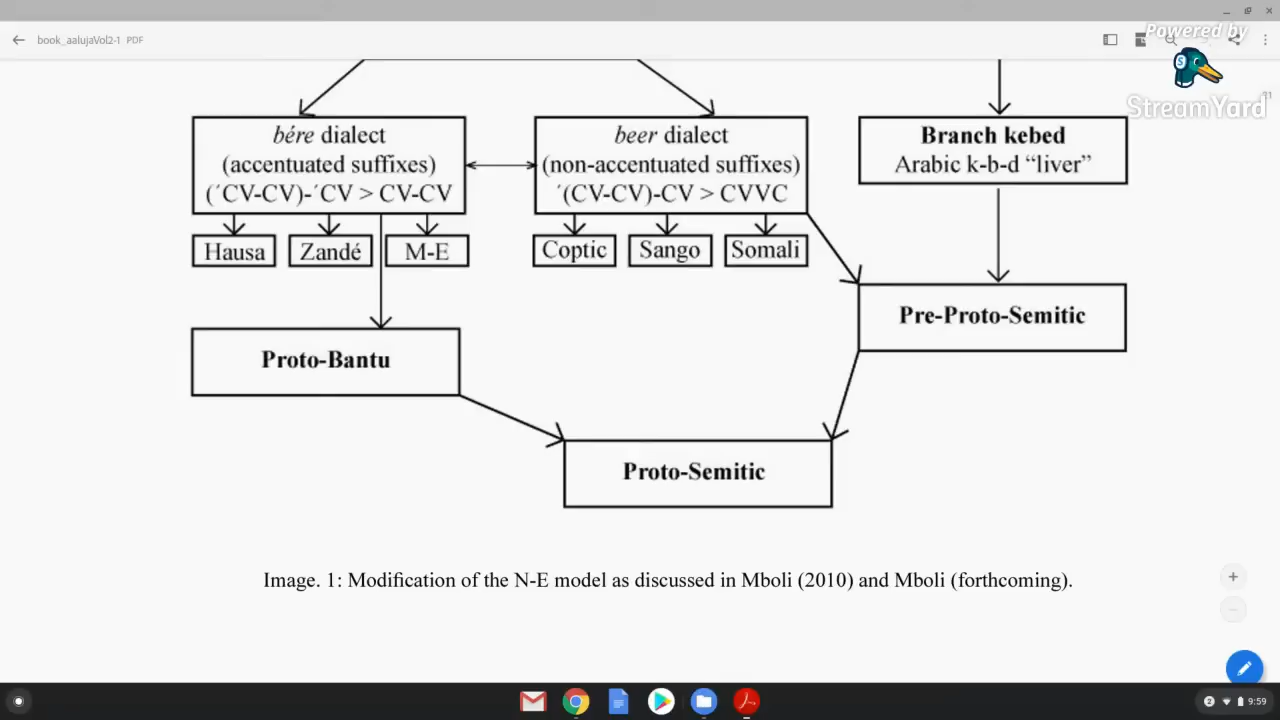 book_aalujaVol2-1 PDF
Powered by
StreamYard
bére dialect
(accentuated suffixes)
(´CV-CV)-´CV > CV-CV
beer dialect
(non-accentuated suffixes)
´(CV-CV)-CV > CVVC
Branch kebed
Arabic k-b-d “liver”
Hausa
Zandé
M-E
Coptic
Sango
Somali
Pre-Proto-Semitic
Proto-Bantu
Proto-Semitic
Image. 1: Modification of the N-E model as discussed in Mboli (2010) and Mboli (forthcoming).
2
9:59